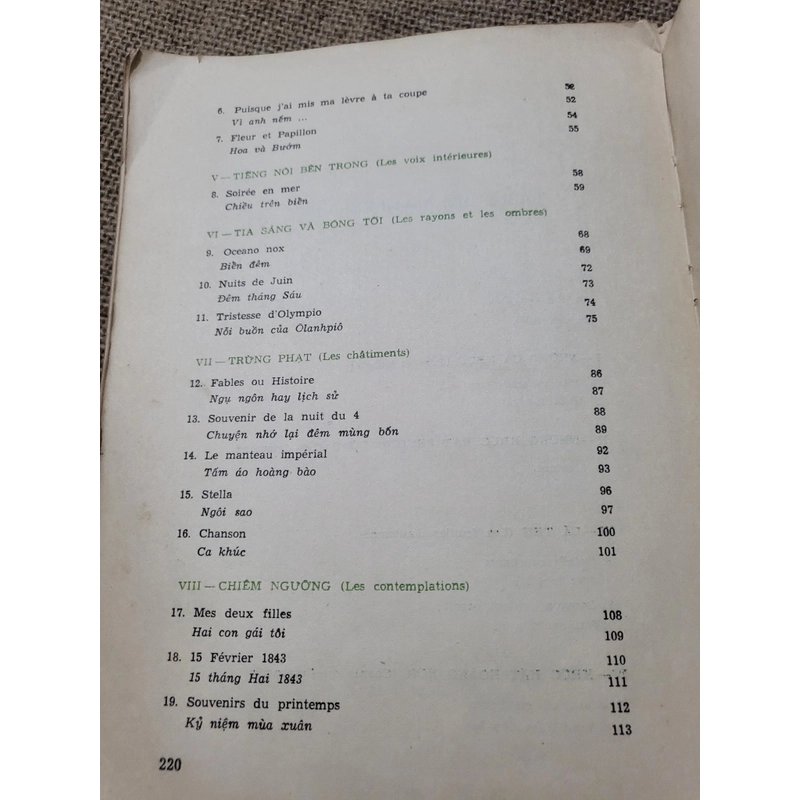 6. Puisque j'ai mis ma lèvre à ta coupe 52
Vì anh nếm ... 52
7. Fleur et Papillon 54
Hoa và Bướm 55
V — TIẾNG NÓI BÊN TRONG (Les voix intérieures)
8. Soirée en mer 58
Chiều trên biển 59
VI — TIA SÁNG VÀ BÓNG TỐI (Les rayons et les ombres)
9. Oceano nox 68
Biển đêm 69
10. Nuits de Juin 72
Đêm tháng Sáu 73
11. Tristesse d'Olympio 74
Nỗi buồn của Ôlanhpiô 75
VII — TRỪNG PHẠT (Les châtiments)
12. Fables ou Histoire 86
Ngụ ngôn hay lịch sử 87
13. Souvenir de la nuit du 4 88
Chuyện nhớ lại đêm mùng bốn 89
14. Le manteau impérial 92
Tấm áo hoàng bào 93
15. Stella 96
Ngôi sao 97
16. Chanson 100
Ca khúc 101
VIII — CHIÊM NGƯỠNG (Les contemplations)
17. Mes deux filles 108
Hai con gái tôi 109
18. 15 Février 1843 110
15 tháng Hai 1843 111
19. Souvenirs du printemps 112
Kỷ niệm mùa xuân 113
220